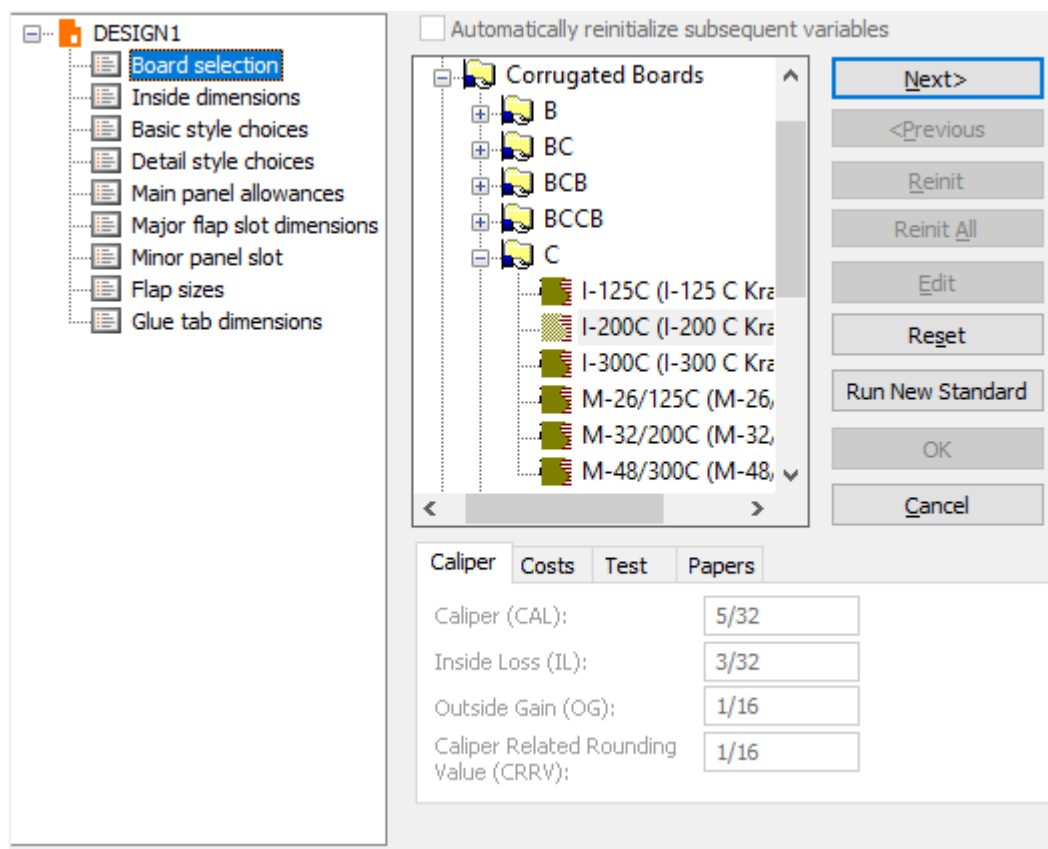 DESIGN1
Board selection
Inside dimensions
Basic style choices
Detail style choices
Main panel allowances
Major flap slot dimensions
Minor panel slot
Flap sizes
Glue tab dimensions
Automatically reinitialize subsequent variables
Corrugated Boards
B
BC
BCB
BCCB
C
I-125C (I-125 C Kra
I-200C (I-200 C Kra
I-300C (I-300 C Kra
M-26/125C (M-26/
M-32/200C (M-32/
M-48/300C (M-48/
Next>
<Previous
Reinit
Reinit All
Edit
Reset
Run New Standard
OK
Cancel
Caliper Costs Test Papers
Caliper (CAL): 5/32
Inside Loss (IL): 3/32
Outside Gain (OG): 1/16
Caliper Related Rounding
Value (CRRV): 1/16